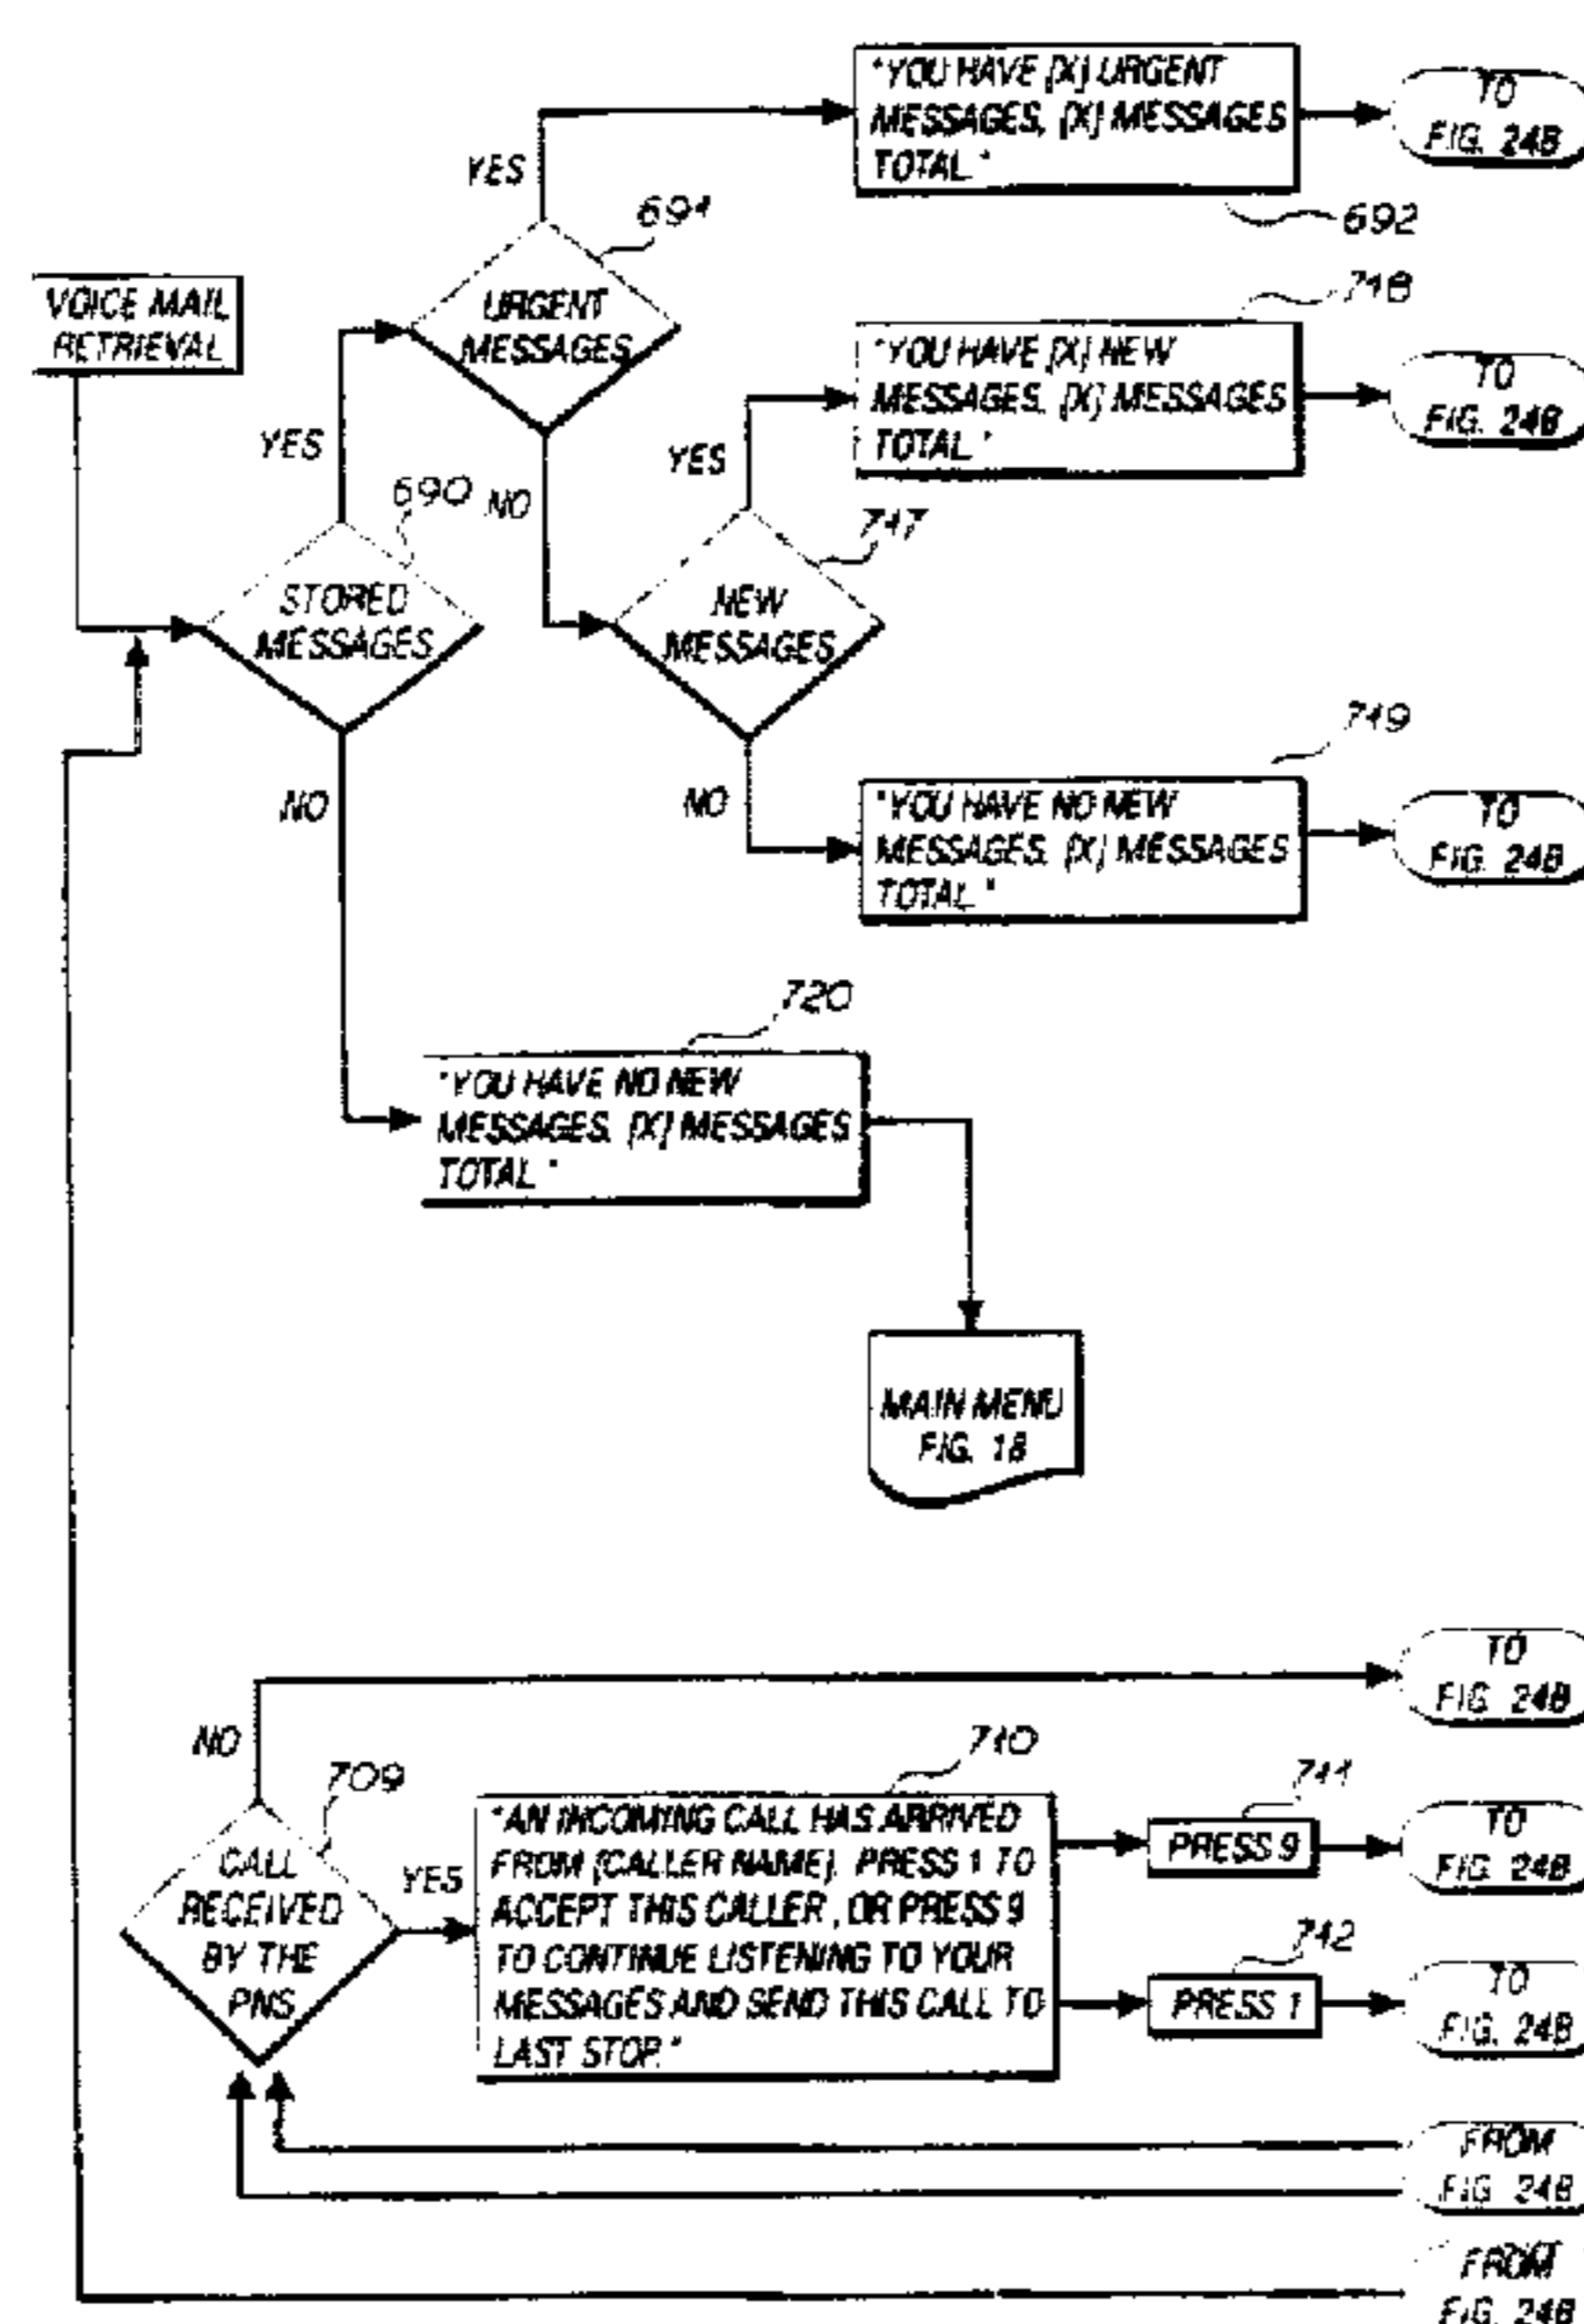 "YOU HAVE [X] URGENT
MESSAGES, [X] MESSAGES
TOTAL."
TO
FIG. 24B
692
YES
691
URGENT
MESSAGES
VOICE MAIL
RETRIEVAL
718
"YOU HAVE [X] NEW
MESSAGES, [X] MESSAGES
TOTAL."
TO
FIG. 24B
YES
YES
690
NO
717
STORED
MESSAGES
NEW
MESSAGES
719
NO
NO
"YOU HAVE NO NEW
MESSAGES, [X] MESSAGES
TOTAL."
TO
FIG. 24B
720
"YOU HAVE NO NEW
MESSAGES, [X] MESSAGES
TOTAL."
MAIN MENU
FIG. 18
TO
FIG. 24B
NO
709
CALL
RECEIVED
BY THE
PNS
YES
710
"AN INCOMING CALL HAS ARRIVED
FROM [CALLER NAME]. PRESS 1 TO
ACCEPT THIS CALLER, OR PRESS 9
TO CONTINUE LISTENING TO YOUR
MESSAGES AND SEND THIS CALL TO
LAST STOP."
711
PRESS 9
TO
FIG. 24B
712
PRESS 1
TO
FIG. 24B
FROM
FIG. 24B
FROM
FIG. 24B